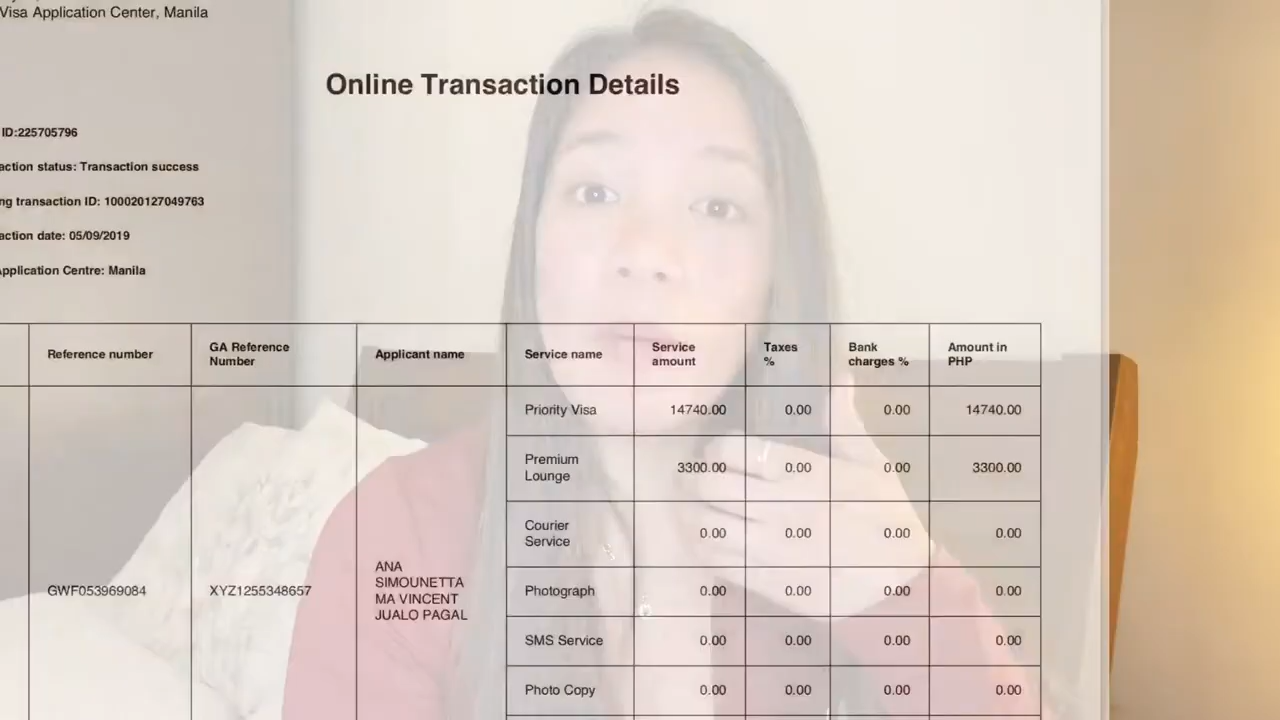 Visa Application Center, Manila
Online Transaction Details
ID:225705796
action status: Transaction success
ng transaction ID: 100020127049763
action date: 05/09/2019
Application Centre: Manila
Reference number
GA Reference
Number
Applicant name
Service name
Service
amount
Taxes
%
Bank
charges %
Amount in
PHP
Priority Visa 14740.00 0.00 0.00 14740.00
Premium
Lounge 3300.00 0.00 0.00 3300.00
Courier
Service 0.00 0.00 0.00 0.00
GWF053969084
XYZ1255348657
ANA
SIMOUNETTA
MA VINCENT
JUALO PAGAL
Photograph 0.00 0.00 0.00 0.00
SMS Service 0.00 0.00 0.00 0.00
Photo Copy 0.00 0.00 0.00 0.00